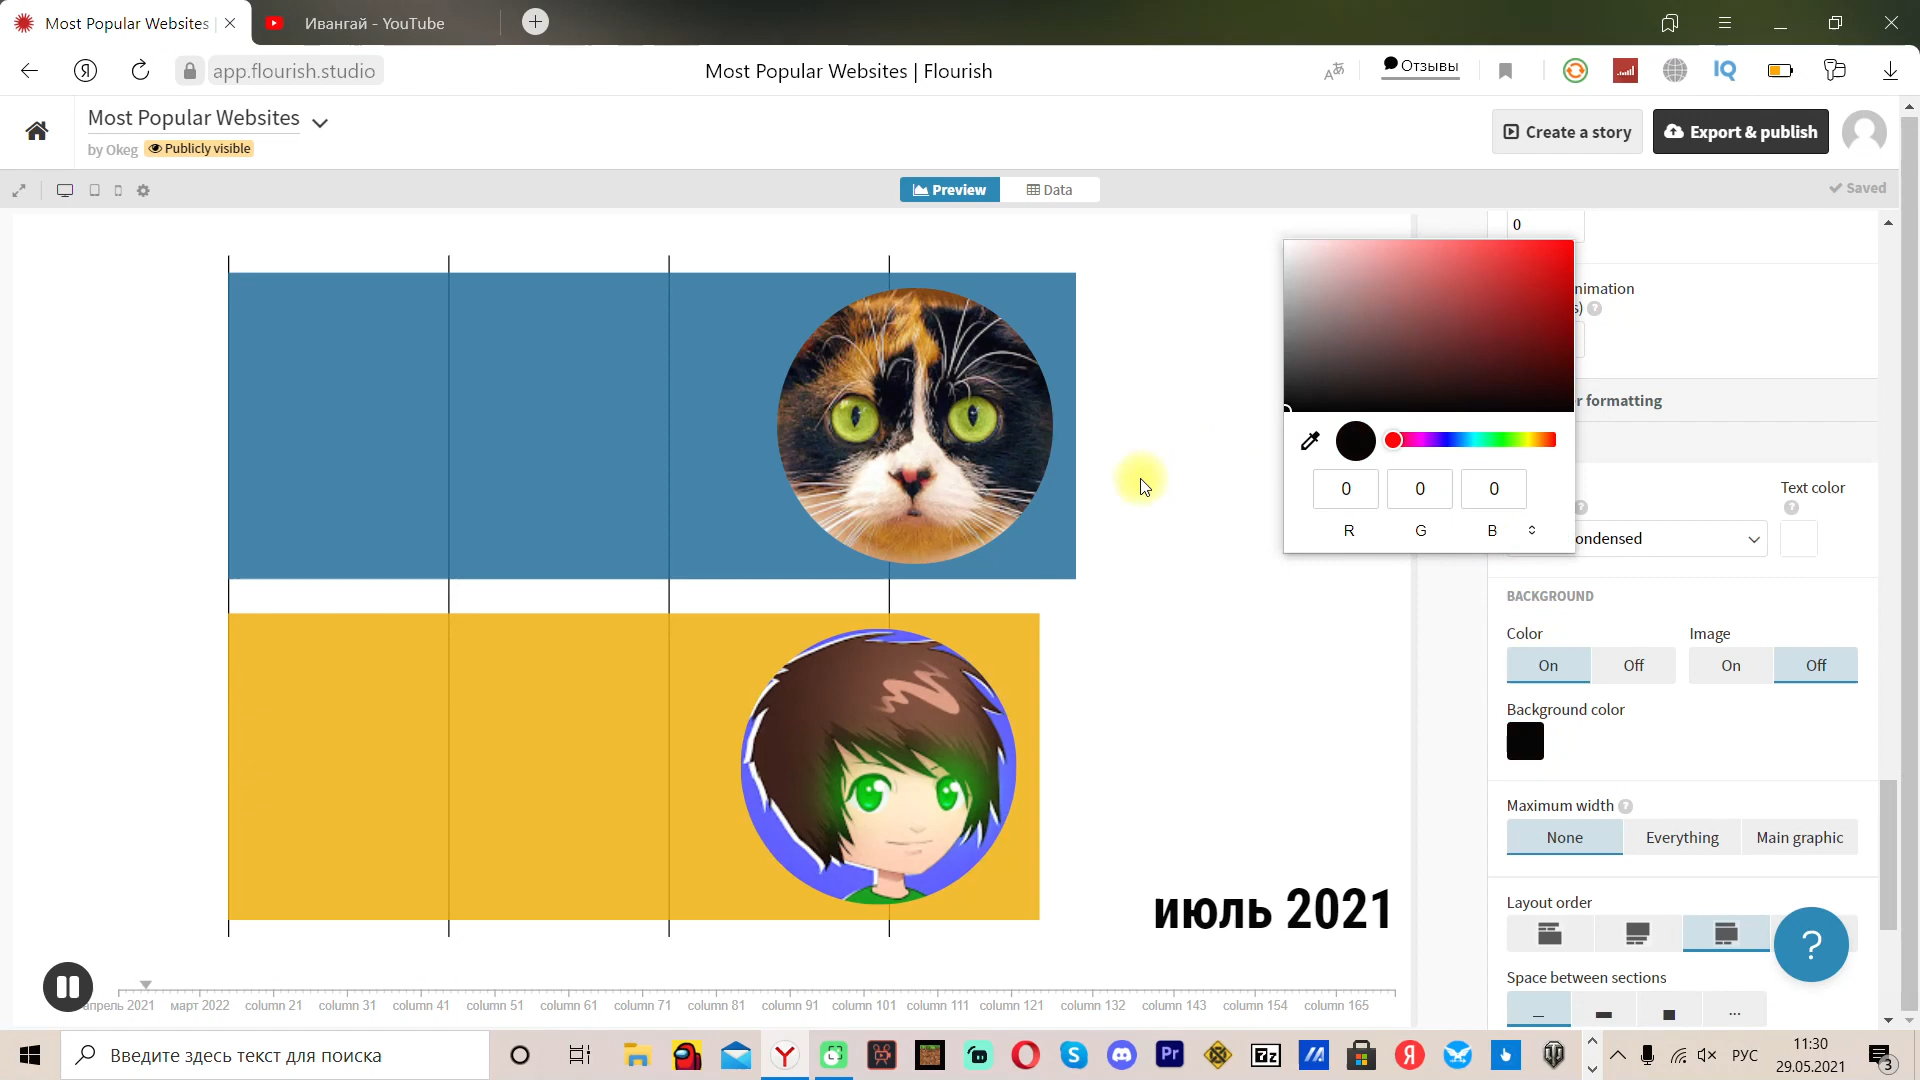 Most Popular Websites
Ивангай - YouTube
app.flourish.studio
Most Popular Websites | Flourish
Отзывы
IQ
Most Popular Websites
by Okeg
Publicly visible
Create a story
Export & publish
Preview
Data
Saved
0
nimation
s)
r formatting
0
0
0
R
G
B
Text color
ondensed
BACKGROUND
Color
Image
On
Off
On
Off
Background color
Maximum width
None
Everything
Main graphic
Layout order
Space between sections
...
?
июль 2021
апрель 2021
март 2022
column 21
column 31
column 41
column 51
column 61
column 71
column 81
column 91
column 101
column 111
column 121
column 132
column 143
column 154
column 165
Введите здесь текст для поиска
Pr
7z
Я
РУС
11:30
29.05.2021
3